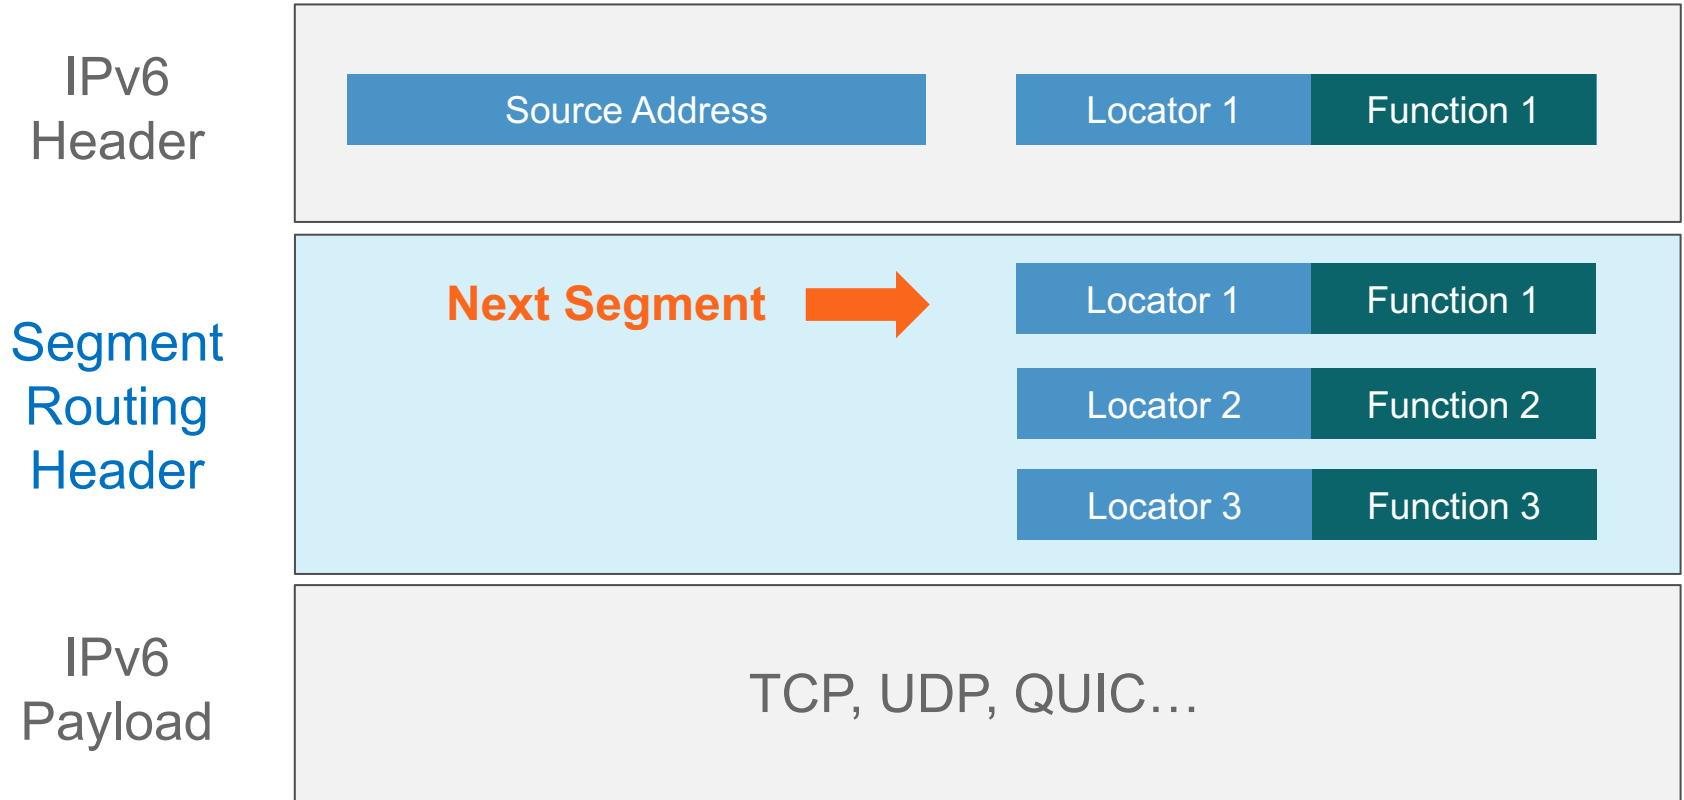 IPv6
Header
Source Address
Locator 1
Function 1
Segment
Routing
Header
Next Segment
Locator 1
Function 1
Locator 2
Function 2
Locator 3
Function 3
IPv6
Payload
TCP, UDP, QUIC…